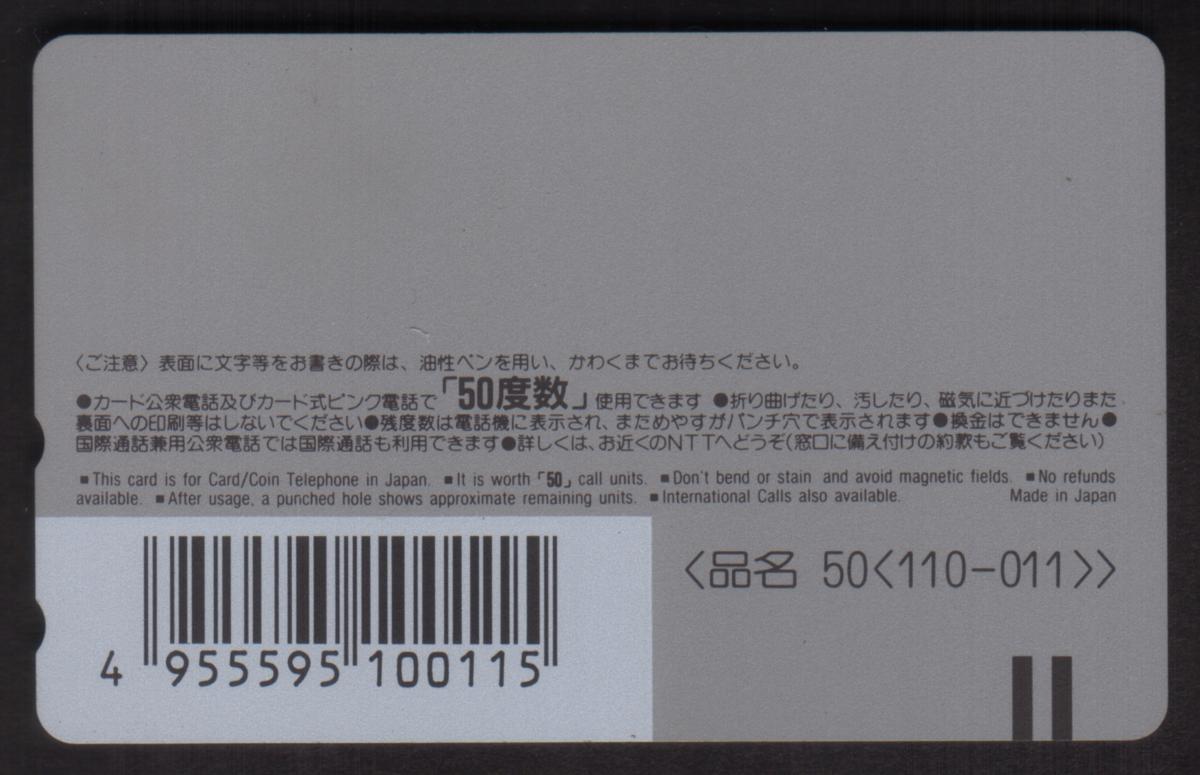 〈ご注意〉表面に文字等をお書きの際は、油性ペンを用い、かわくまでお待ちください。
●カード公衆電話及びカード式ピンク電話で「50度数」使用できます ●折り曲げたり、汚したり、磁気に近づけたりまた
裏面への印刷等はしないでください●残度数は電話機に表示され、まためやすがパンチ穴で表示されます●換金はできません●
国際通話兼用公衆電話では国際通話も利用できます●詳しくは、お近くのNTTへどうぞ(窓口に備え付けの約款もご覧ください)
■This card is for Card/Coin Telephone in Japan. ■It is worth「50」call units. ■Don't bend or stain and avoid magnetic fields. ■No refunds
available. ■After usage, a punched hole shows approximate remaining units. ■International Calls also available. Made in Japan
〈品名 50〈110-011〉〉
4 955595 100115